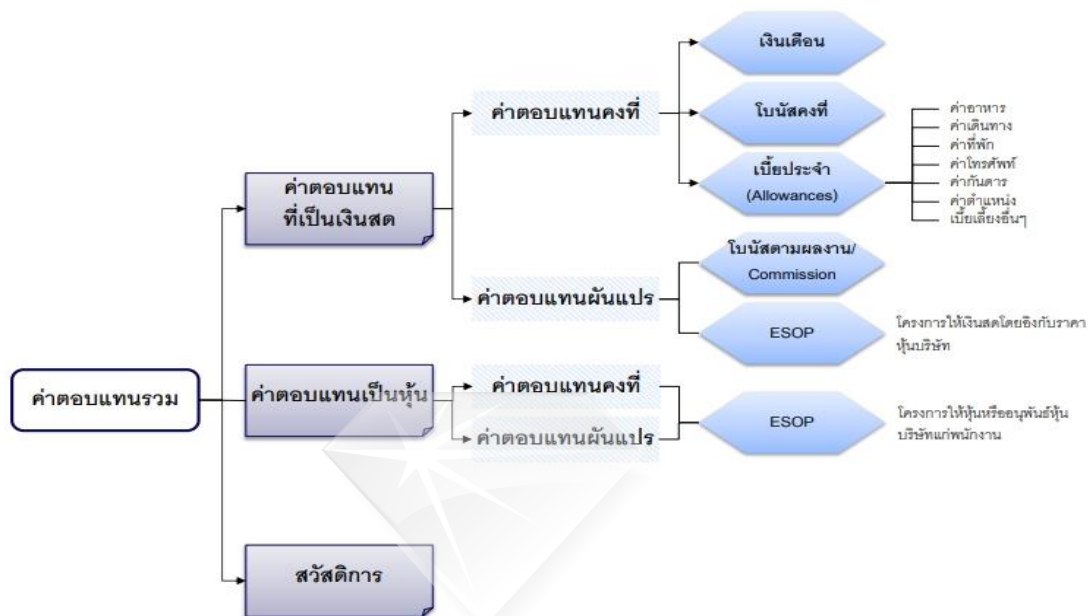 เงินเดือน
ค่าตอบแทนคงที่
โบนัสคงที่
ค่าอาหาร
ค่าเดินทาง
ค่าที่พัก
ค่าโทรศัพท์
ค่ากันดาร
ค่าตำแหน่ง
เบี้ยเลี้ยงอื่นๆ
เบี้ยประจำ
(Allowances)
ค่าตอบแทน
ที่เป็นเงินสด
โบนัสตามผลงาน/
Commission
ค่าตอบแทนผันแปร
ESOP
โครงการให้เงินสดโดยอิงกับราคา
หุ้นบริษัท
ค่าตอบแทนรวม
ค่าตอบแทนเป็นหุ้น
ค่าตอบแทนคงที่
ค่าตอบแทนผันแปร
ESOP
โครงการให้หุ้นหรืออนุพันธ์หุ้น
บริษัทแก่พนักงาน
สวัสดิการ